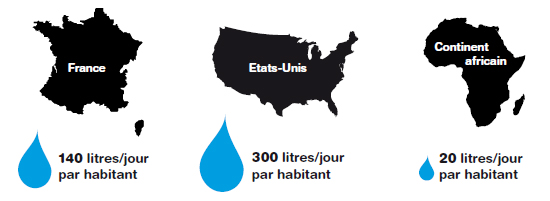 France
Etats-Unis
Continent
africain
140 litres/jour
par habitant
300 litres/jour
par habitant
20 litres/jour
par habitant